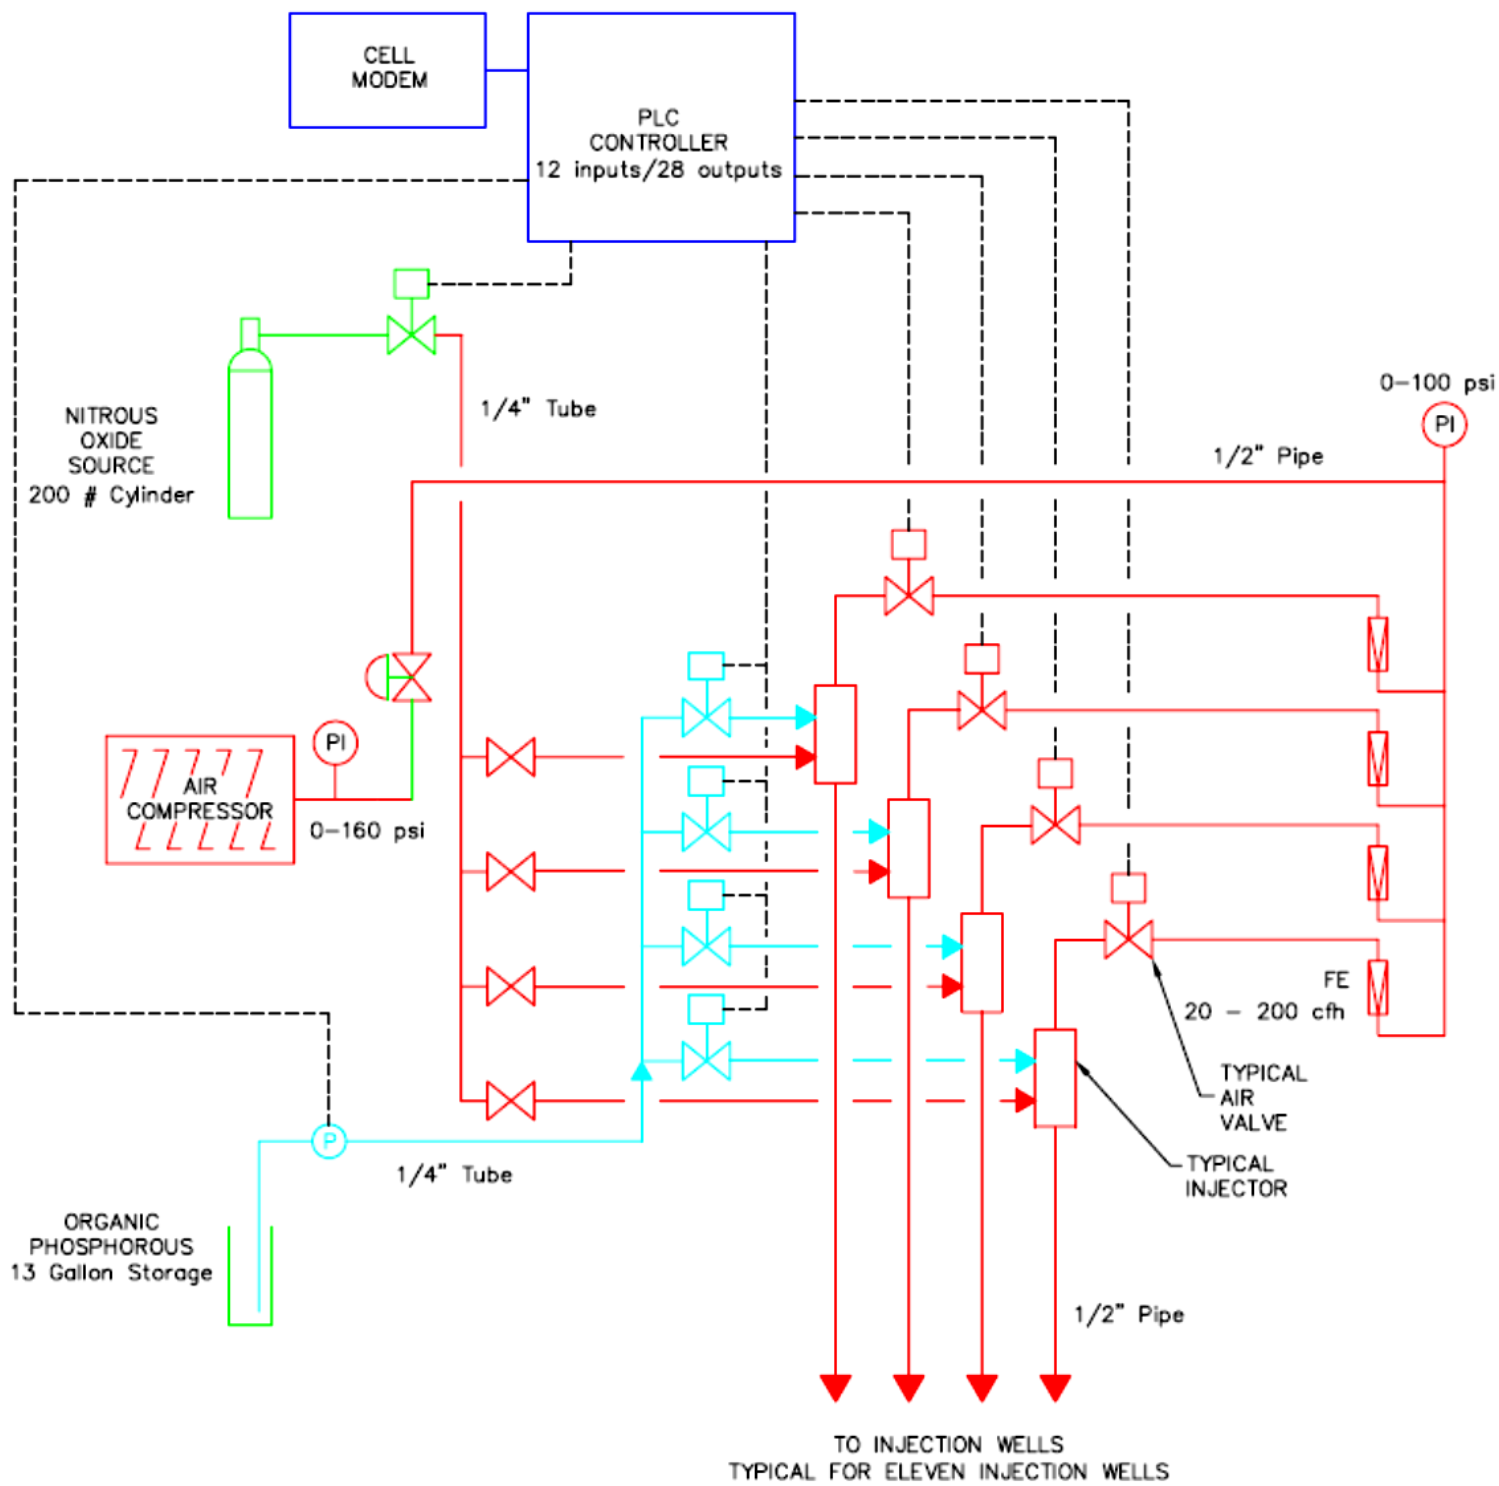 CELL
MODEM
PLC
CONTROLLER
12 inputs/28 outputs
0-100 psi
PI
1/4" Tube
1/2" Pipe
NITROUS
OXIDE
SOURCE
200 # Cylinder
PI
AIR
COMPRESSOR
0-160 psi
FE
20 - 200 cfh
TYPICAL
AIR
VALVE
P
1/4" Tube
TYPICAL
INJECTOR
ORGANIC
PHOSPHOROUS
13 Gallon Storage
1/2" Pipe
TO INJECTION WELLS
TYPICAL FOR ELEVEN INJECTION WELLS